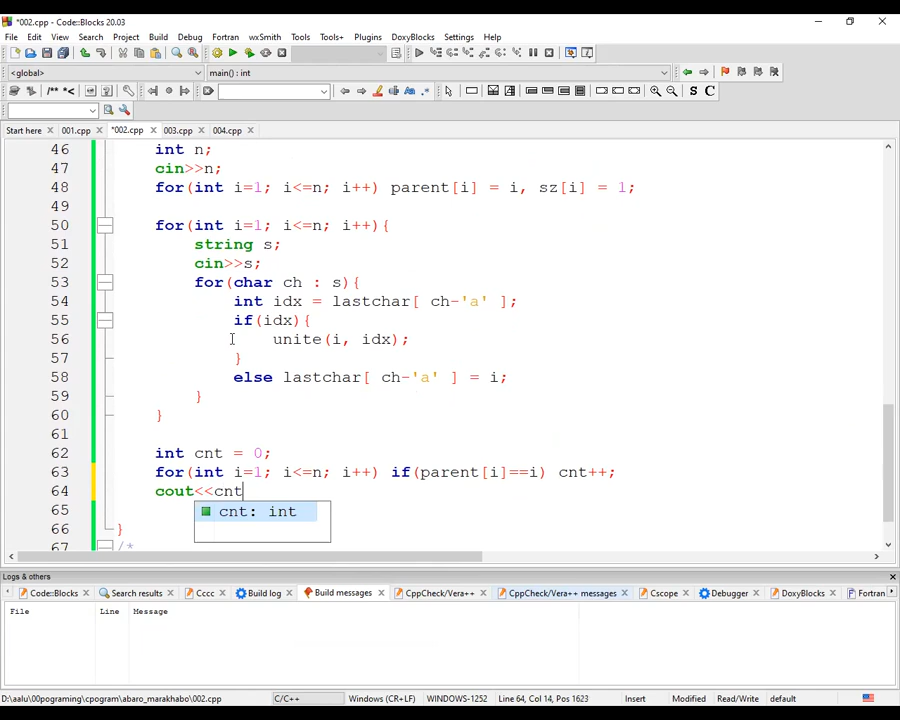 *002.cpp - Code::Blocks 20.03
File Edit View Search Project Build Debug Fortran wxSmith Tools Tools+ Plugins DoxyBlocks Settings Help
<global> main() : int
/** *< .* S C
Start here 001.cpp *002.cpp 003.cpp 004.cpp
46 int n;
47 cin>>n;
48 for(int i=1; i<=n; i++) parent[i] = i, sz[i] = 1;
49
50 for(int i=1; i<=n; i++){
51 string s;
52 cin>>s;
53 for(char ch : s){
54 int idx = lastchar[ ch-'a' ];
55 if(idx){
56 unite(i, idx);
57 }
58 else lastchar[ ch-'a' ] = i;
59 }
60 }
61
62 int cnt = 0;
63 for(int i=1; i<=n; i++) if(parent[i]==i) cnt++;
64 cout<<cnt
65 cnt: int
66 }
67 /*
Logs & others
Code::Blocks Search results Cccc Build log Build messages CppCheck/Vera++ CppCheck/Vera++ messages Cscope Debugger DoxyBlocks Fortran
File Line Message
D:\aalu\00pograming\cpogram\abaro_marakhabo\002.cpp C/C++ Windows (CR+LF) WINDOWS-1252 Line 64, Col 14, Pos 1623 Insert Modified Read/Write default